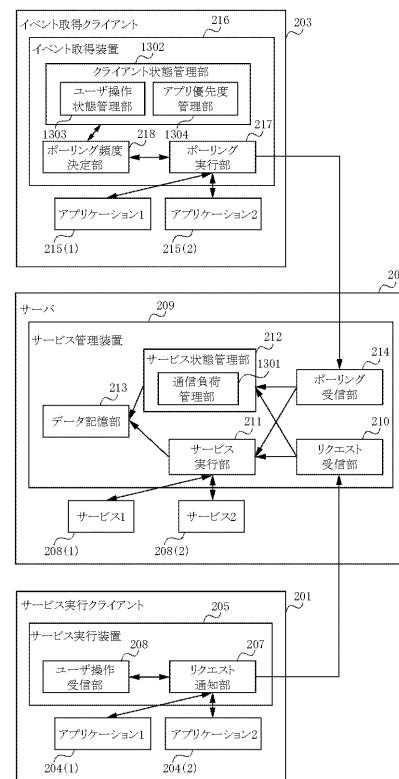 イベント取得クライアント
216
203
イベント取得装置
1302
クライアント状態管理部
ユーザ操作
状態管理部
アプリ優先度
管理部
1303
218
1304
217
ポーリング頻度
決定部
ポーリング
実行部
アプリケーション1
アプリケーション2
215(1)
215(2)
20
サーバ
209
サービス管理装置
212
サービス状態管理部
1301
通信負荷
管理部
214
213
ポーリング
受信部
データ記憶部
211
210
サービス
実行部
リクエスト
受信部
サービス1
サービス2
208(1)
208(2)
サービス実行クライアント
205
201
サービス実行装置
208
207
ユーザ操作
受信部
リクエスト
通知部
アプリケーション1
アプリケーション2
204(1)
204(2)